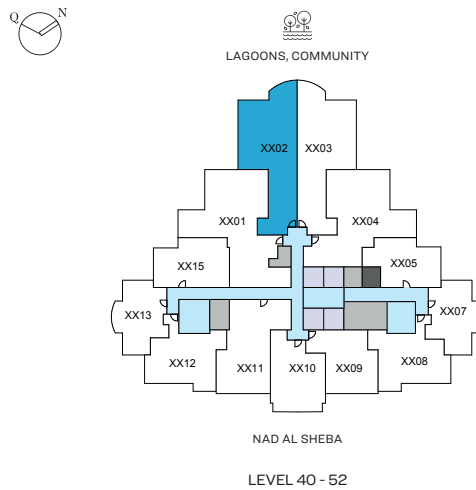 Q N
LAGOONS, COMMUNITY
XX02 XX03
XX01 XX04
XX15 XX05
XX13 XX07
XX12 XX11 XX10 XX09 XX08
NAD AL SHEBA
LEVEL 40 - 52